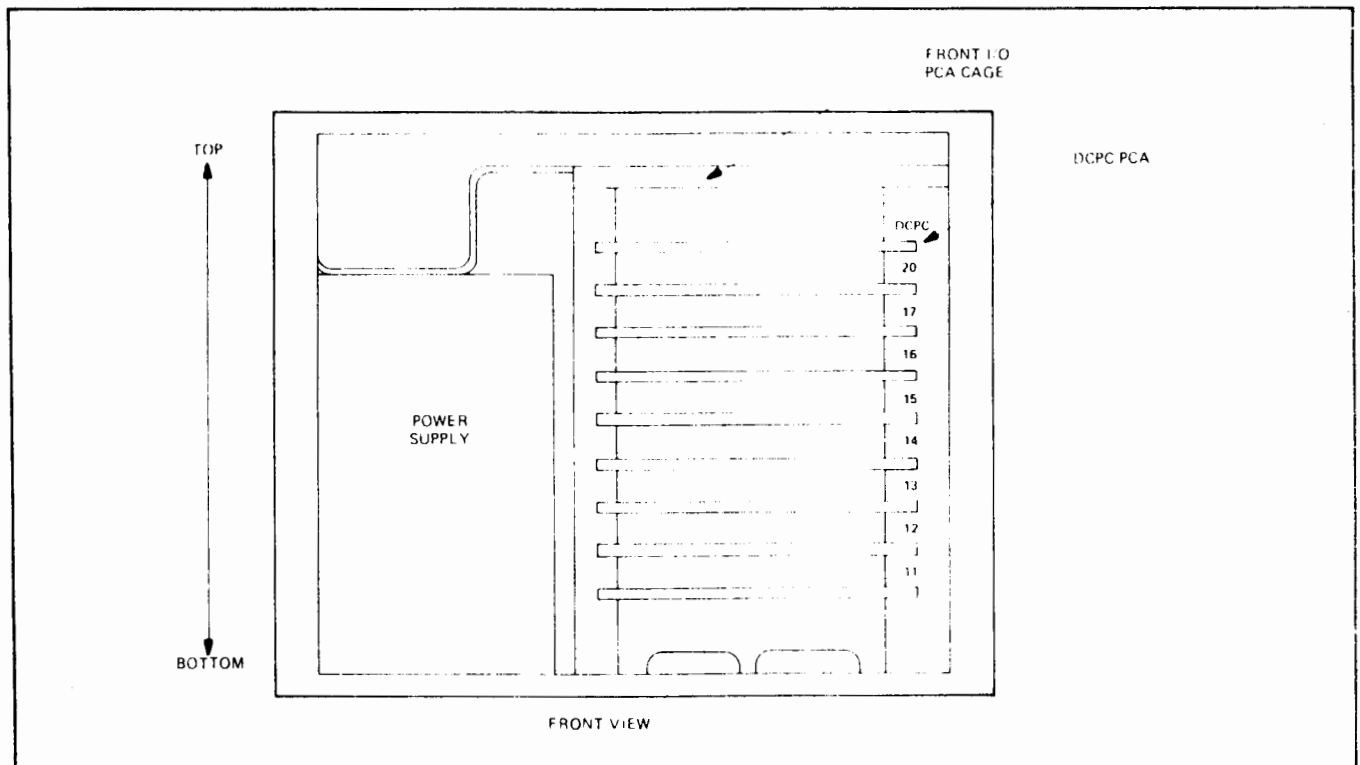 FRONT I/O
PCA CAGE
TOP
DCPC PCA
DCPC
20
17
16
15
POWER
SUPPLY
14
13
12
11
BOTTOM
FRONT VIEW